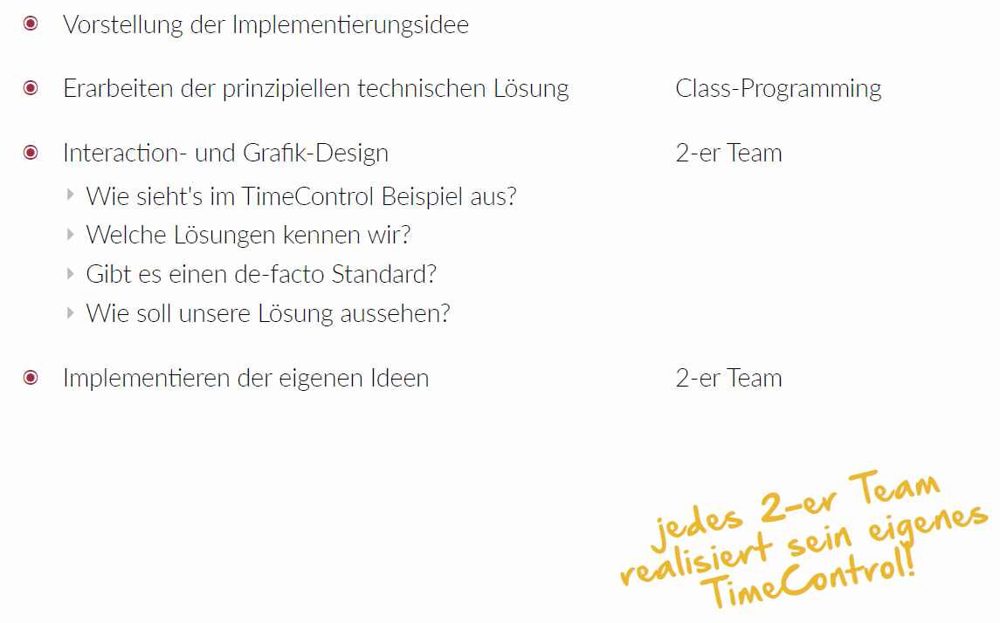 Vorstellung der Implementierungsidee
Erarbeiten der prinzipiellen technischen Lösung Class-Programming
Interaction- und Grafik-Design 2-er Team
Wie sieht's im TimeControl Beispiel aus?
Welche Lösungen kennen wir?
Gibt es einen de-facto Standard?
Wie soll unsere Lösung aussehen?
Implementieren der eigenen Ideen 2-er Team
jedes 2-er Team
realisiert sein eigenes
TimeControl!